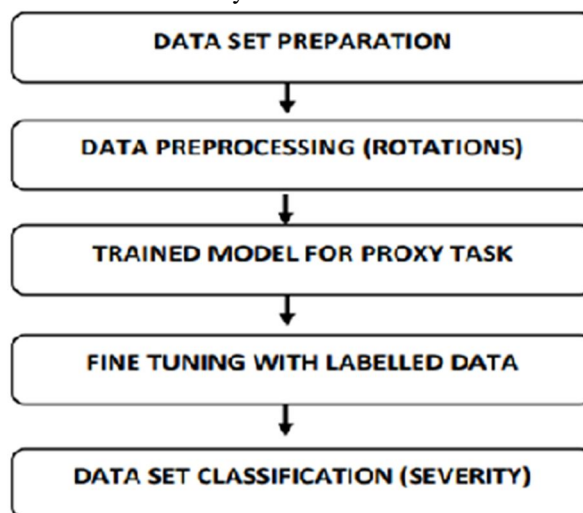 DATA SET PREPARATION
DATA PREPROCESSING (ROTATIONS)
TRAINED MODEL FOR PROXY TASK
FINE TUNING WITH LABELLED DATA
DATA SET CLASSIFICATION (SEVERITY)